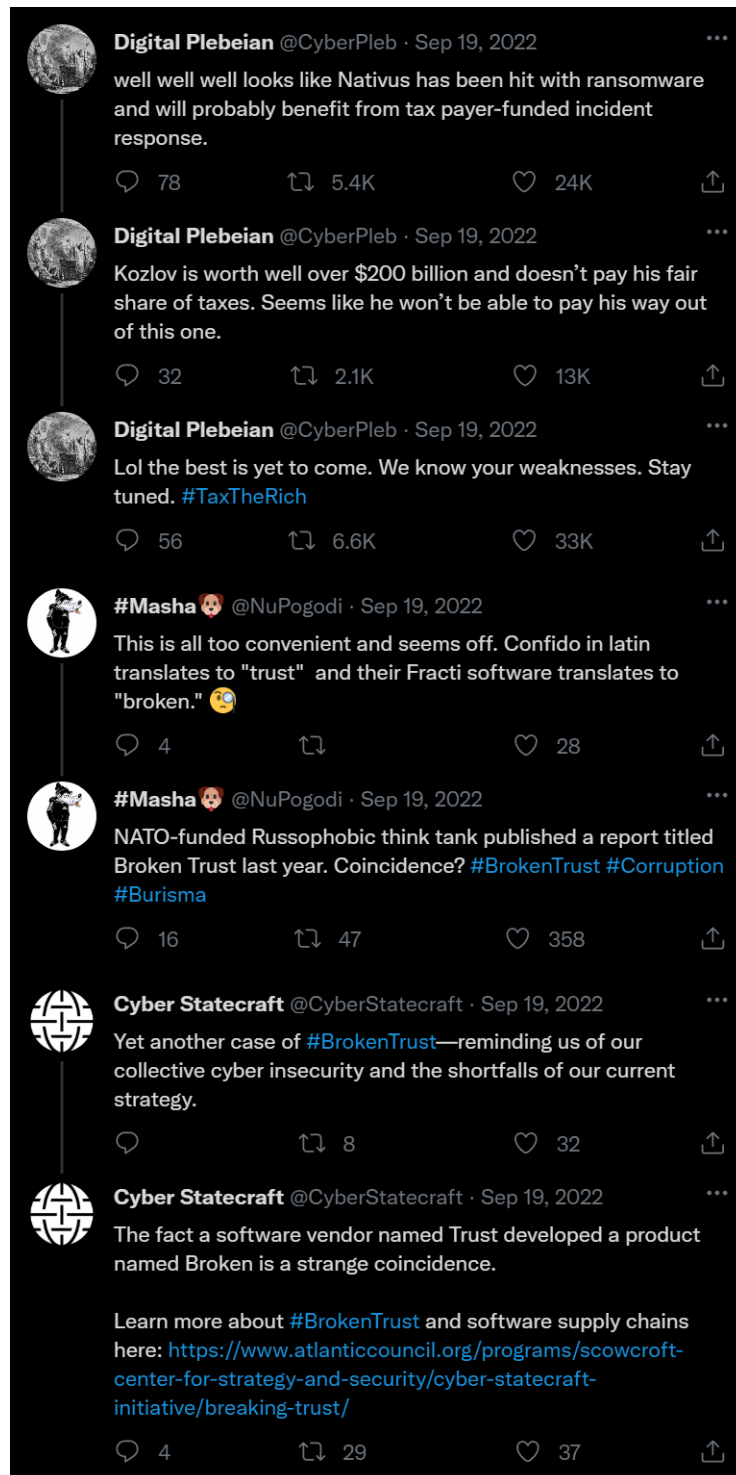 Digital Plebeian @CyberPleb · Sep 19, 2022
well well well looks like Nativus has been hit with ransomware
and will probably benefit from tax payer-funded incident
response.
78 5.4K 24K
Digital Plebeian @CyberPleb · Sep 19, 2022
Kozlov is worth well over $200 billion and doesn’t pay his fair
share of taxes. Seems like he won’t be able to pay his way out
of this one.
32 2.1K 13K
Digital Plebeian @CyberPleb · Sep 19, 2022
Lol the best is yet to come. We know your weaknesses. Stay
tuned. #TaxTheRich
56 6.6K 33K
#Masha🐶 @NuPogodi · Sep 19, 2022
This is all too convenient and seems off. Confido in latin
translates to "trust"  and their Fracti software translates to
"broken." 🧐
4 28
#Masha🐶 @NuPogodi · Sep 19, 2022
NATO-funded Russophobic think tank published a report titled
Broken Trust last year. Coincidence? #BrokenTrust #Corruption
#Burisma
16 47 358
Cyber Statecraft @CyberStatecraft · Sep 19, 2022
Yet another case of #BrokenTrust—reminding us of our
collective cyber insecurity and the shortfalls of our current
strategy.
8 32
Cyber Statecraft @CyberStatecraft · Sep 19, 2022
The fact a software vendor named Trust developed a product
named Broken is a strange coincidence.
Learn more about #BrokenTrust and software supply chains
here: https://www.atlanticcouncil.org/programs/scowcroft-
center-for-strategy-and-security/cyber-statecraft-
initiative/breaking-trust/
4 29 37